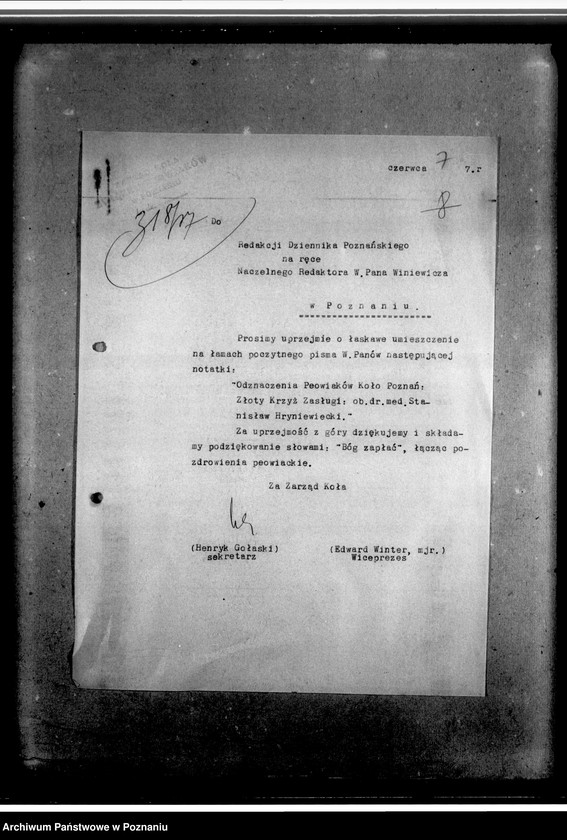 czerwca 7 7.r
8
318/37 Do
Redakcji Dziennika Poznańskiego
na ręce
Naczelnego Redaktora W.Pana Winiewicza
w Poznaniu.
Prosimy uprzejmie o łaskawe umieszczenie
na łamach poczytnego pisma W.Panów następującej
notatki:
"Odznaczenia Peowiaków Koło Poznań:
Złoty Krzyż Zasługi: ob.dr.med.Sta-
nisław Hryniewiecki."
Za uprzejmość z góry dziękujemy i składa-
my podziękowanie słowami: "Bóg zapłać", łącząc po-
zdrowienia peowiackie.
Za Zarząd Koła
(Henryk Gołaski) (Edward Winter, mjr.)
sekretarz Wiceprezes
Archiwum Państwowe w Poznaniu